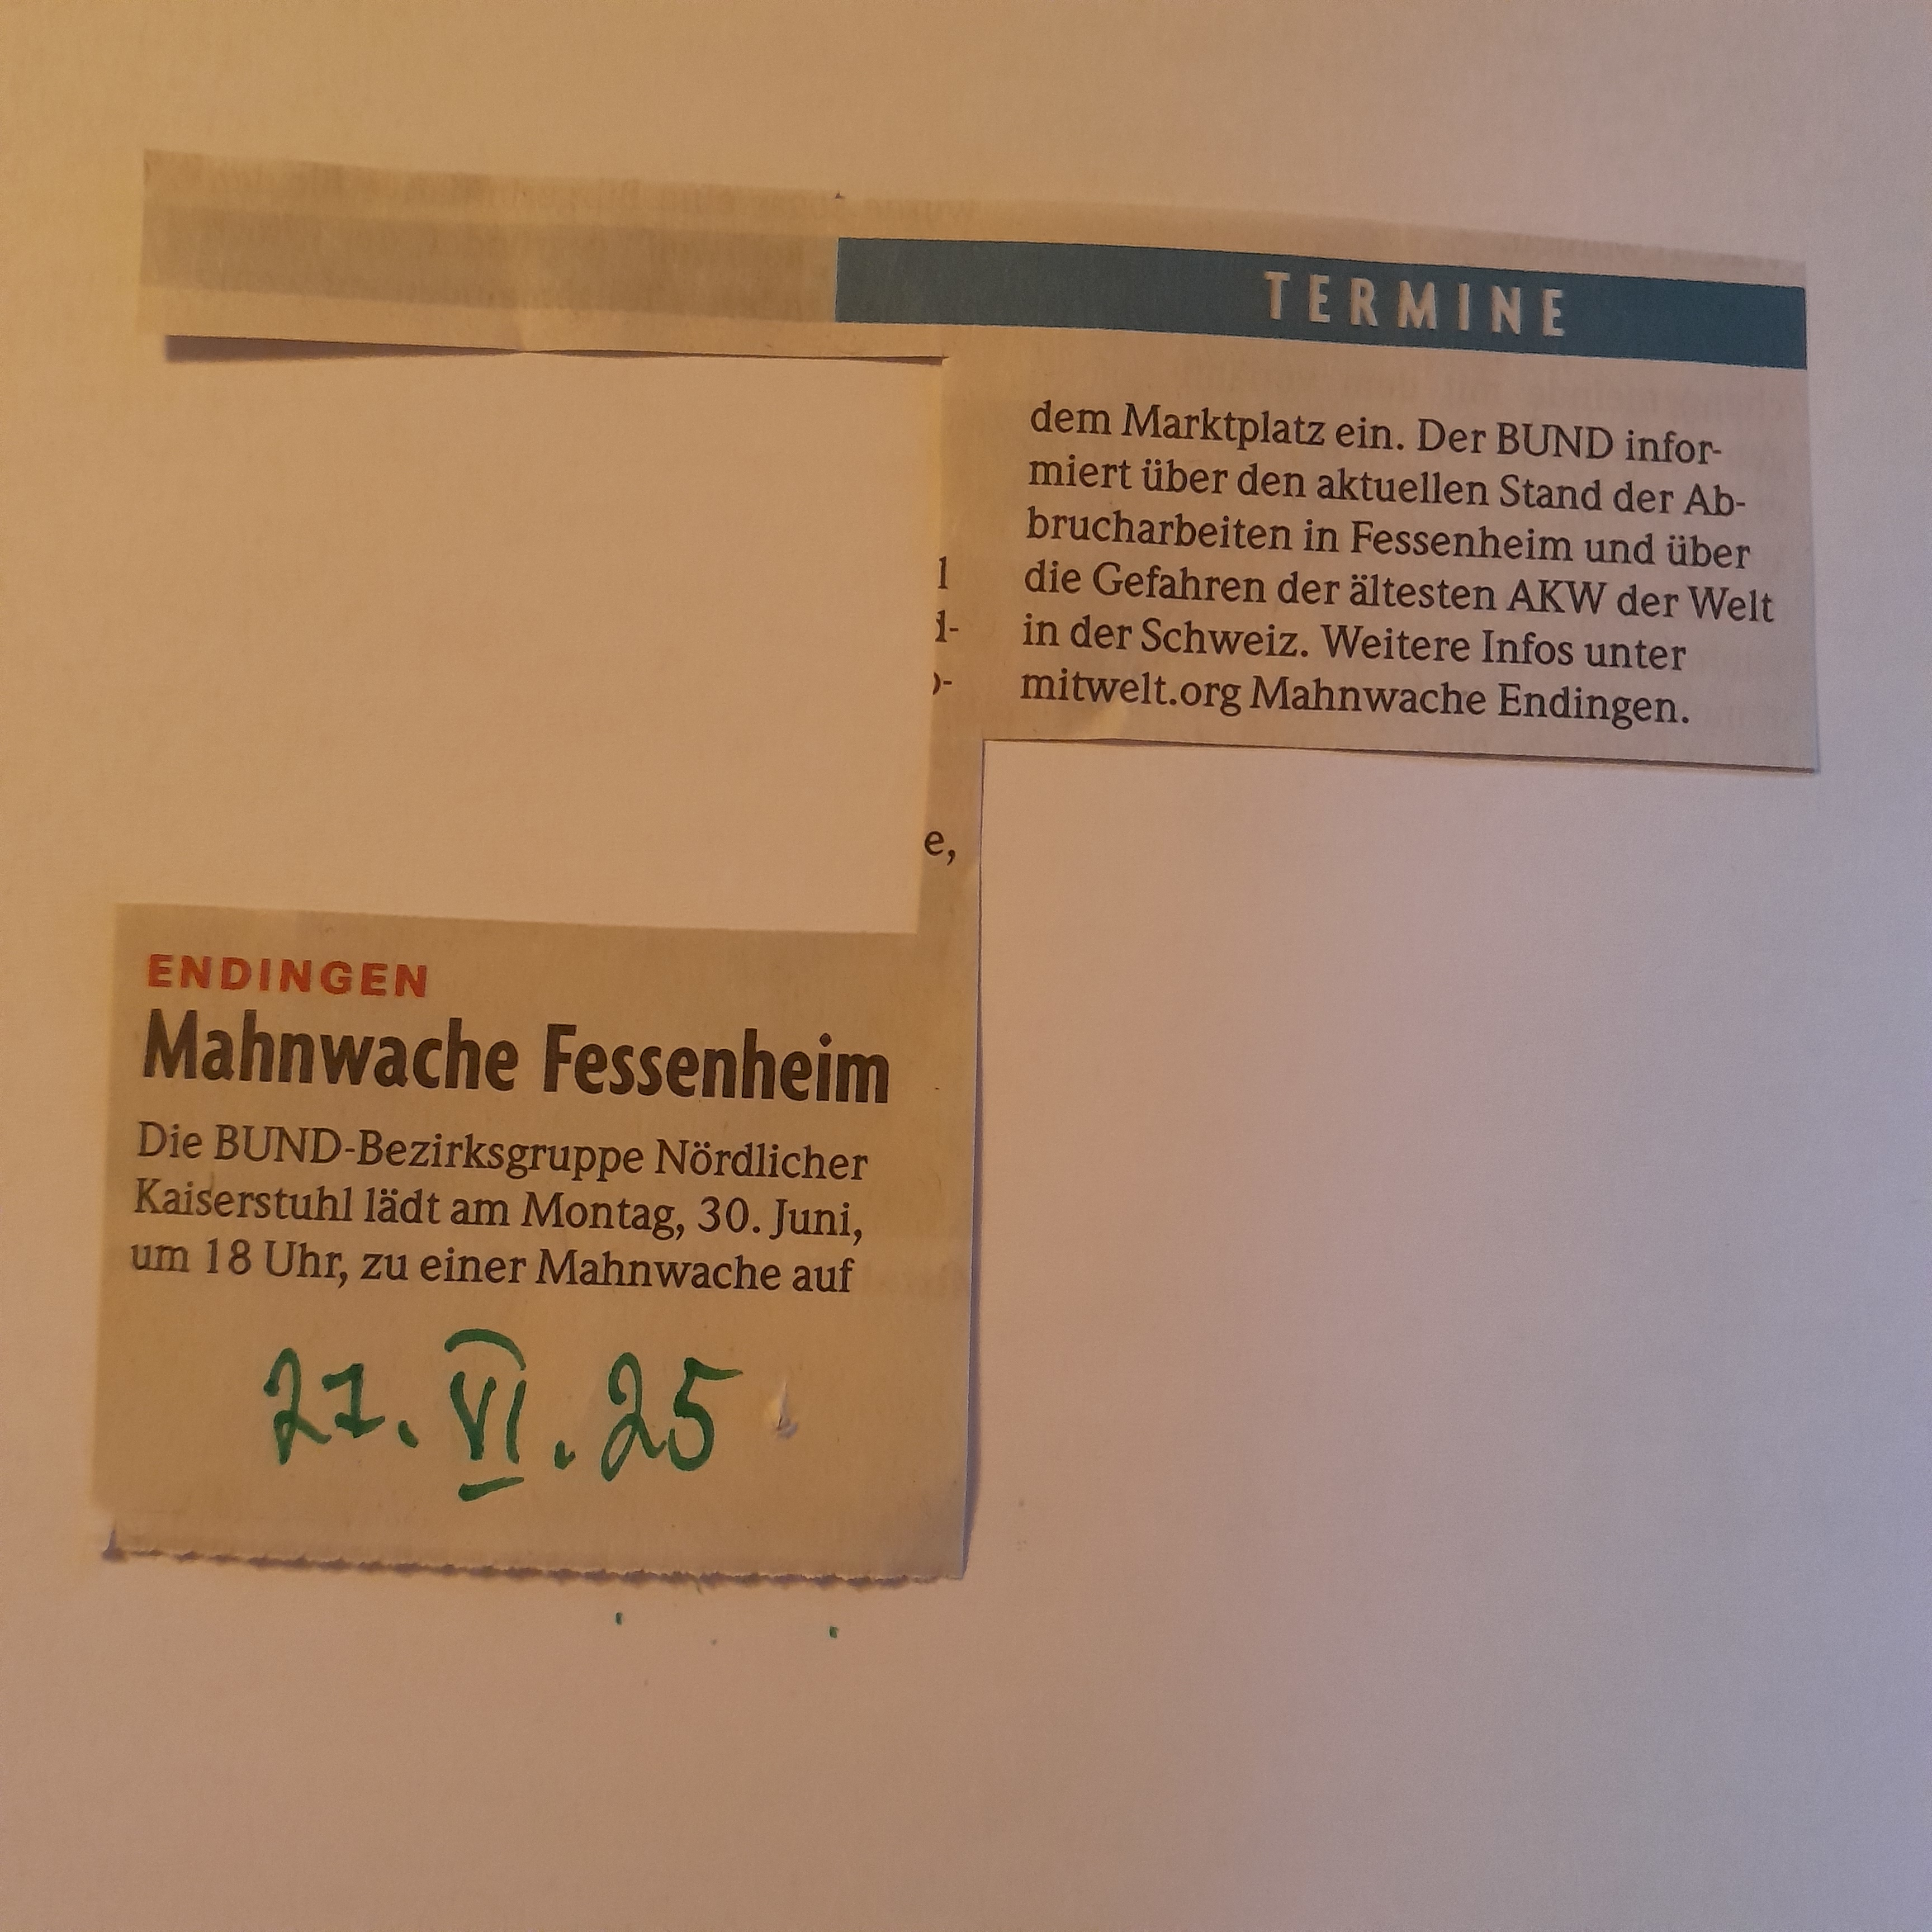 TERMINE
ENDINGEN
Mahnwache Fessenheim
Die BUND-Bezirksgruppe Nördlicher
Kaiserstuhl lädt am Montag, 30. Juni,
um 18 Uhr, zu einer Mahnwache auf
dem Marktplatz ein. Der BUND infor-
miert über den aktuellen Stand der Ab-
brucharbeiten in Fessenheim und über
die Gefahren der ältesten AKW der Welt
in der Schweiz. Weitere Infos unter
mitwelt.org Mahnwache Endingen.
e,
27.VI.25